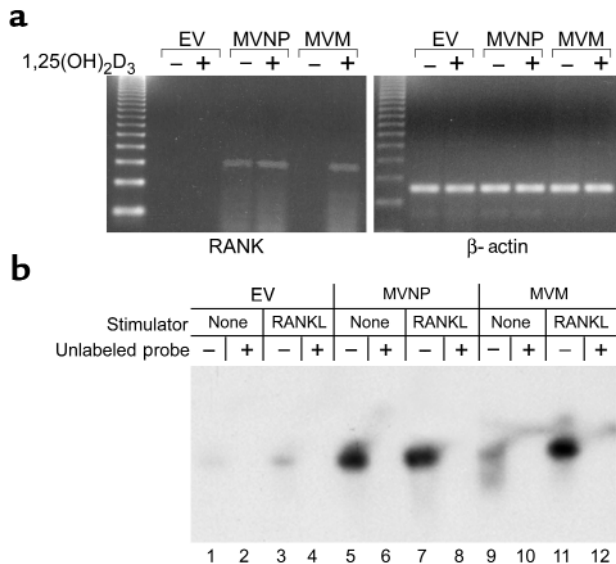 a
EV MVNP MVM EV MVNP MVM
1,25(OH)2D3 – + – + – + – + – + – +
RANK β- actin
b
EV MVNP MVM
Stimulator None RANKL None RANKL None RANKL
Unlabeled probe – + – + – + – + – + – +
1 2 3 4 5 6 7 8 9 10 11 12